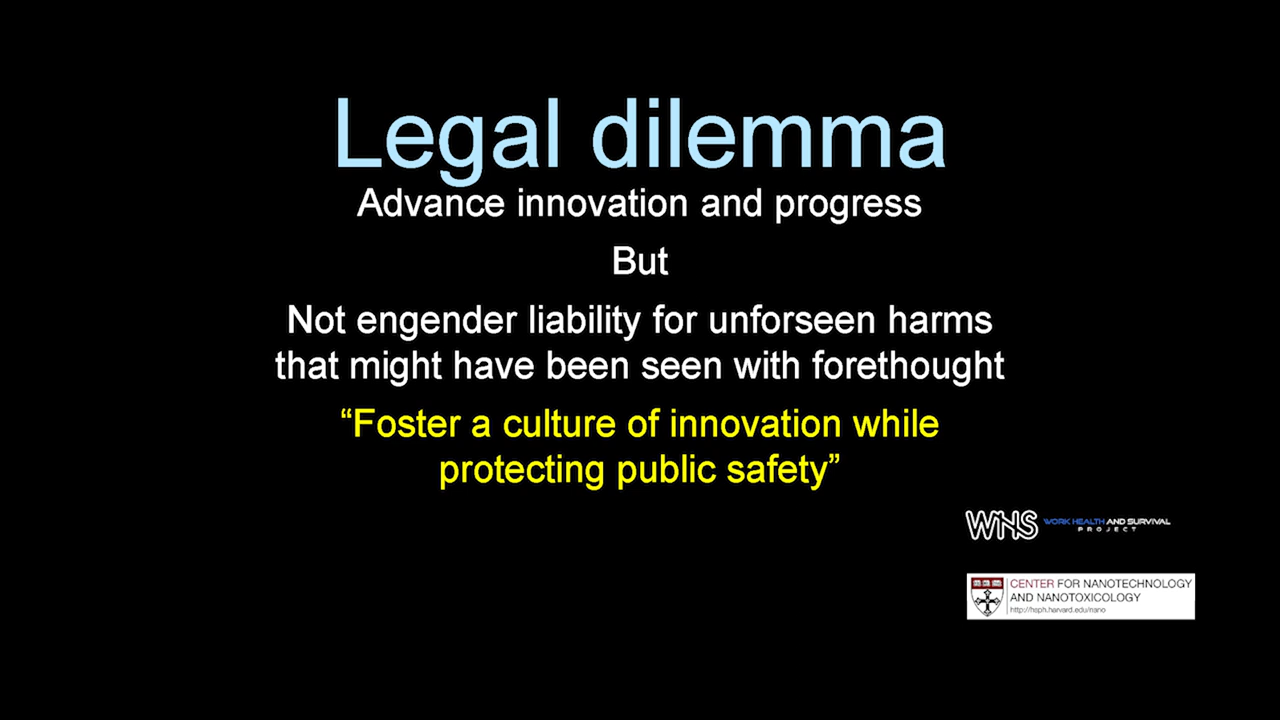 Legal dilemma
Advance innovation and progress
But
Not engender liability for unforseen harms
that might have been seen with forethought
“Foster a culture of innovation while
protecting public safety”
WHS WORK HEALTH AND SURVIVAL
PROJECT
CENTER FOR NANOTECHNOLOGY
AND NANOTOXICOLOGY
http://hsph.harvard.edu/nano